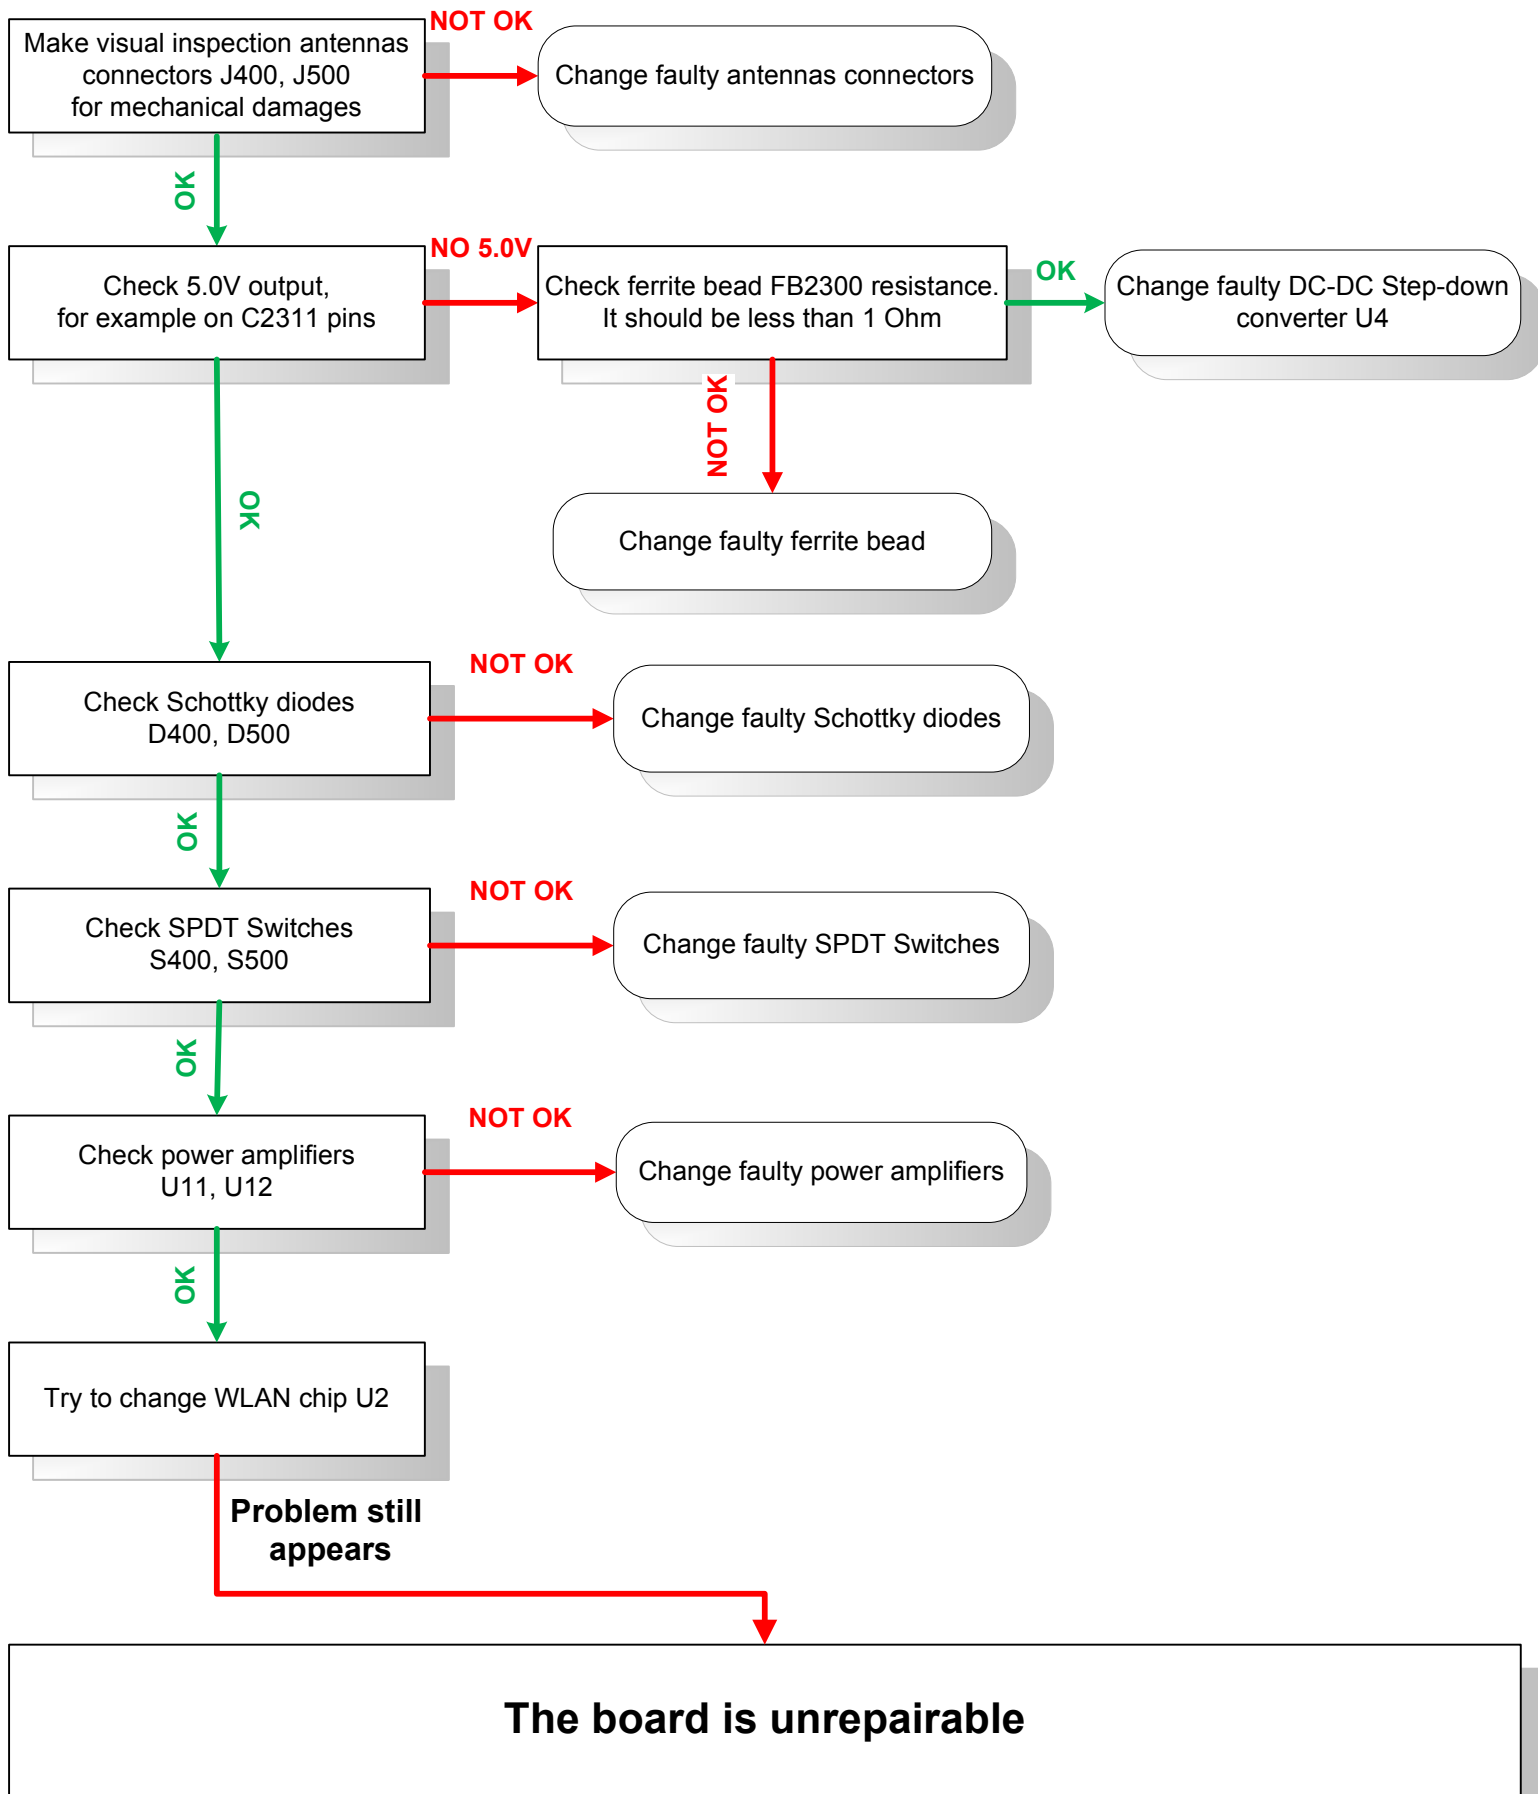 NOT OK
Make visual inspection antennas
connectors J400, J500
for mechanical damages
Change faulty antennas connectors
OK
NO 5.0V
Check 5.0V output,
for example on C2311 pins
Check ferrite bead FB2300 resistance.
It should be less than 1 Ohm
OK
Change faulty DC-DC Step-down
converter U4
NOT OK
OK
Change faulty ferrite bead
NOT OK
Check Schottky diodes
D400, D500
Change faulty Schottky diodes
OK
NOT OK
Check SPDT Switches
S400, S500
Change faulty SPDT Switches
OK
NOT OK
Check power amplifiers
U11, U12
Change faulty power amplifiers
OK
Try to change WLAN chip U2
Problem still
appears
The board is unrepairable